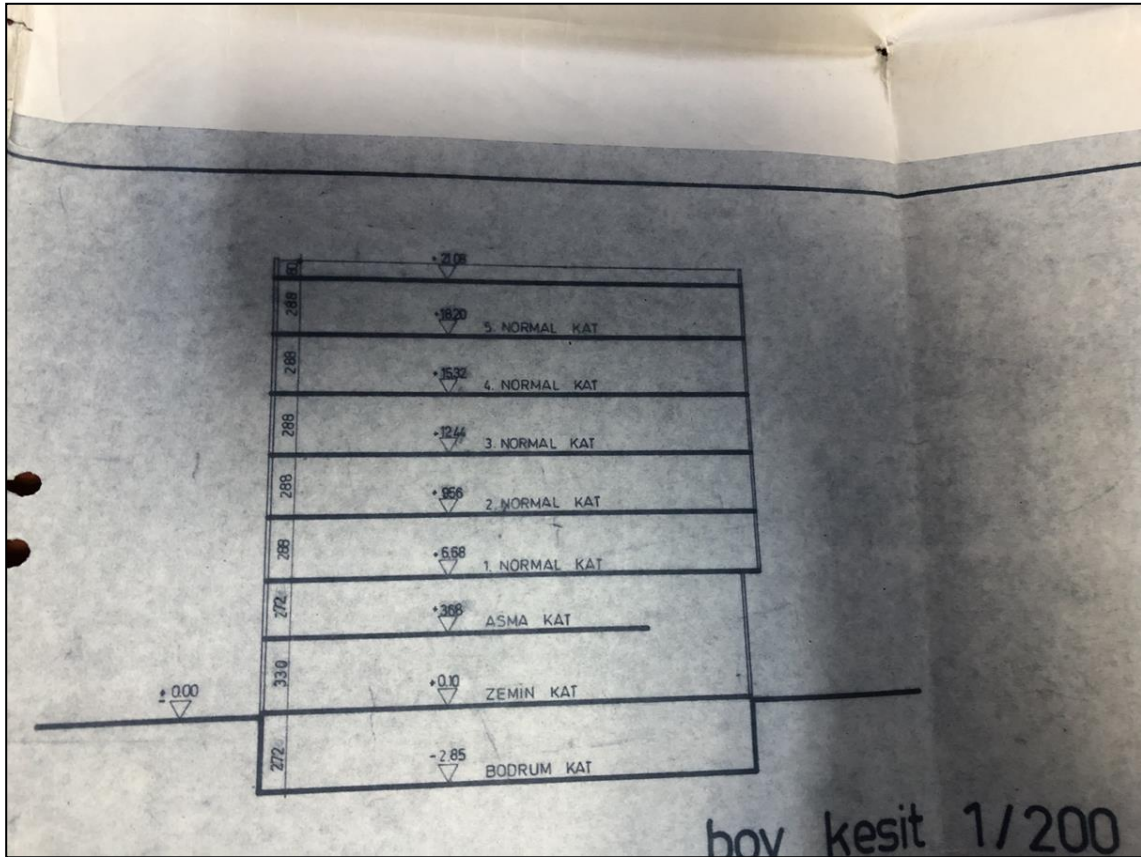 +21.08
60
288
+18.20
5. NORMAL KAT
288
+15.32
4. NORMAL KAT
288
+12.44
3. NORMAL KAT
288
+9.56
2. NORMAL KAT
288
+6.68
1. NORMAL KAT
272
+3.68
ASMA KAT
330
± 0.00
+0.10
ZEMİN KAT
272
-2.85
BODRUM KAT
boy kesit 1/200